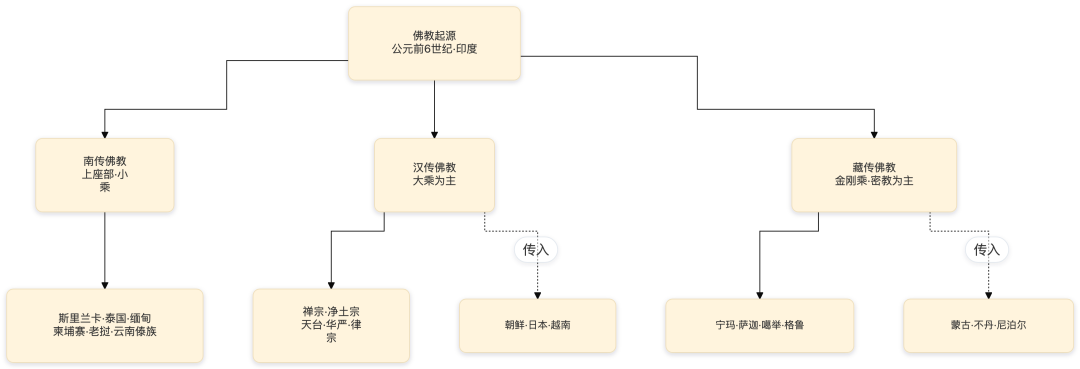 佛教起源
公元前6世纪·印度
南传佛教
上座部·小
乘
汉传佛教
大乘为主
藏传佛教
金刚乘·密教为主
传入
传入
斯里兰卡·泰国·缅甸
柬埔寨·老挝·云南傣族
禅宗·净土宗
天台·华严·律
宗
朝鲜·日本·越南
宁玛·萨迦·噶举·格鲁
蒙古·不丹·尼泊尔